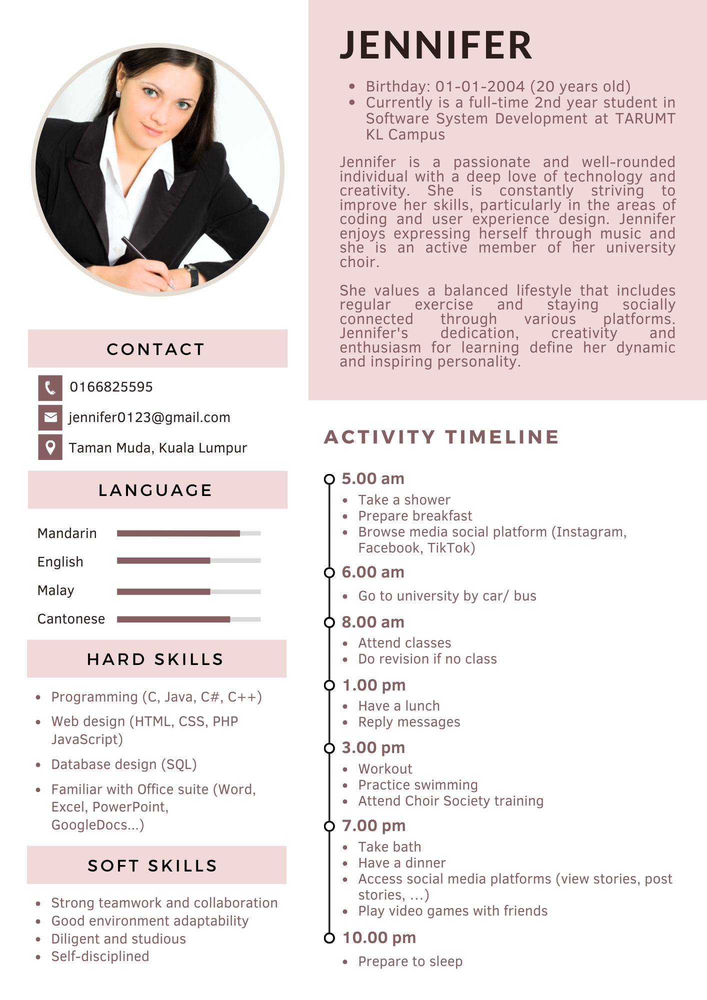 JENNIFER
• Birthday: 01-01-2004 (20 years old)
• Currently is a full-time 2nd year student in
Software System Development at TARUMT
KL Campus
Jennifer is a passionate and well-rounded
individual with a deep love of technology and
creativity. She is constantly striving to
improve her skills, particularly in the areas of
coding and user experience design. Jennifer
enjoys expressing herself through music and
she is an active member of her university
choir.
She values a balanced lifestyle that includes
regular exercise and staying socially
connected through various platforms.
Jennifer's dedication, creativity and
enthusiasm for learning define her dynamic
and inspiring personality.
CONTACT
0166825595
jennifer0123@gmail.com
Taman Muda, Kuala Lumpur
LANGUAGE
Mandarin
English
Malay
Cantonese
HARD SKILLS
• Programming (C, Java, C#, C++)
• Web design (HTML, CSS, PHP
JavaScript)
• Database design (SQL)
• Familiar with Office suite (Word,
Excel, PowerPoint,
GoogleDocs...)
SOFT SKILLS
• Strong teamwork and collaboration
• Good environment adaptability
• Diligent and studious
• Self-disciplined
ACTIVITY TIMELINE
5.00 am
• Take a shower
• Prepare breakfast
• Browse media social platform (Instagram,
Facebook, TikTok)
6.00 am
• Go to university by car/ bus
8.00 am
• Attend classes
• Do revision if no class
1.00 pm
• Have a lunch
• Reply messages
3.00 pm
• Workout
• Practice swimming
• Attend Choir Society training
7.00 pm
• Take bath
• Have a dinner
• Access social media platforms (view stories, post
stories, ...)
• Play video games with friends
10.00 pm
• Prepare to sleep